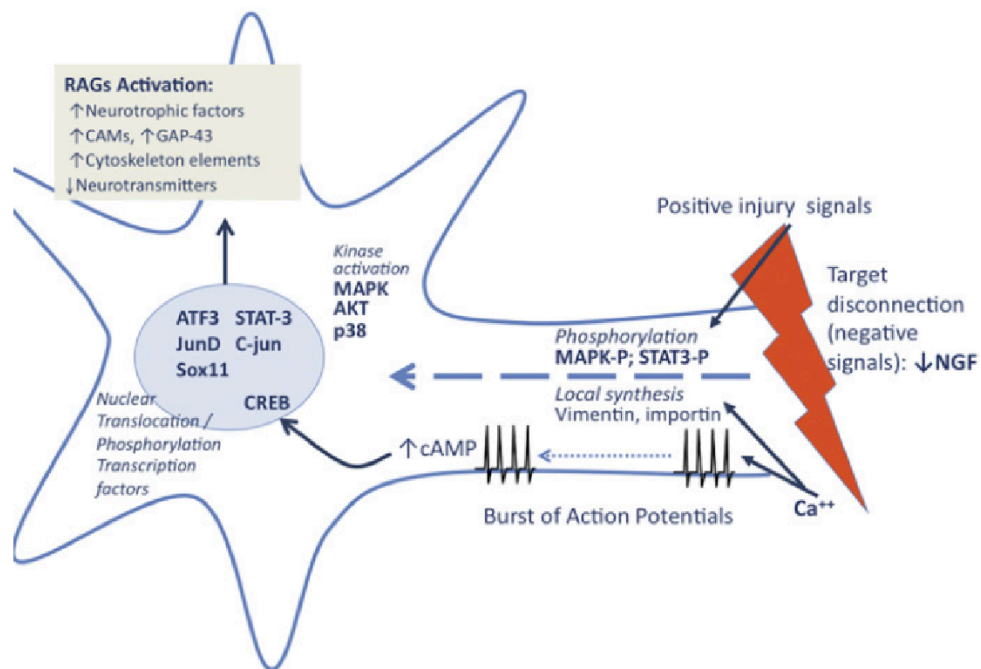 RAGs Activation:
↑Neurotrophic factors
↑CAMs, ↑GAP-43
↑Cytoskeleton elements
↓Neurotransmitters
Positive injury signals
Target
disconnection
(negative
signals): ↓NGF
Kinase
activation
MAPK
AKT
p38
ATF3 STAT-3
JunD C-jun
Sox11
CREB
Nuclear
Translocation /
Phosphorylation
Transcription
factors
Phosphorylation
MAPK-P; STAT3-P
Local synthesis
Vimentin, importin
↑cAMP
Burst of Action Potentials
Ca++